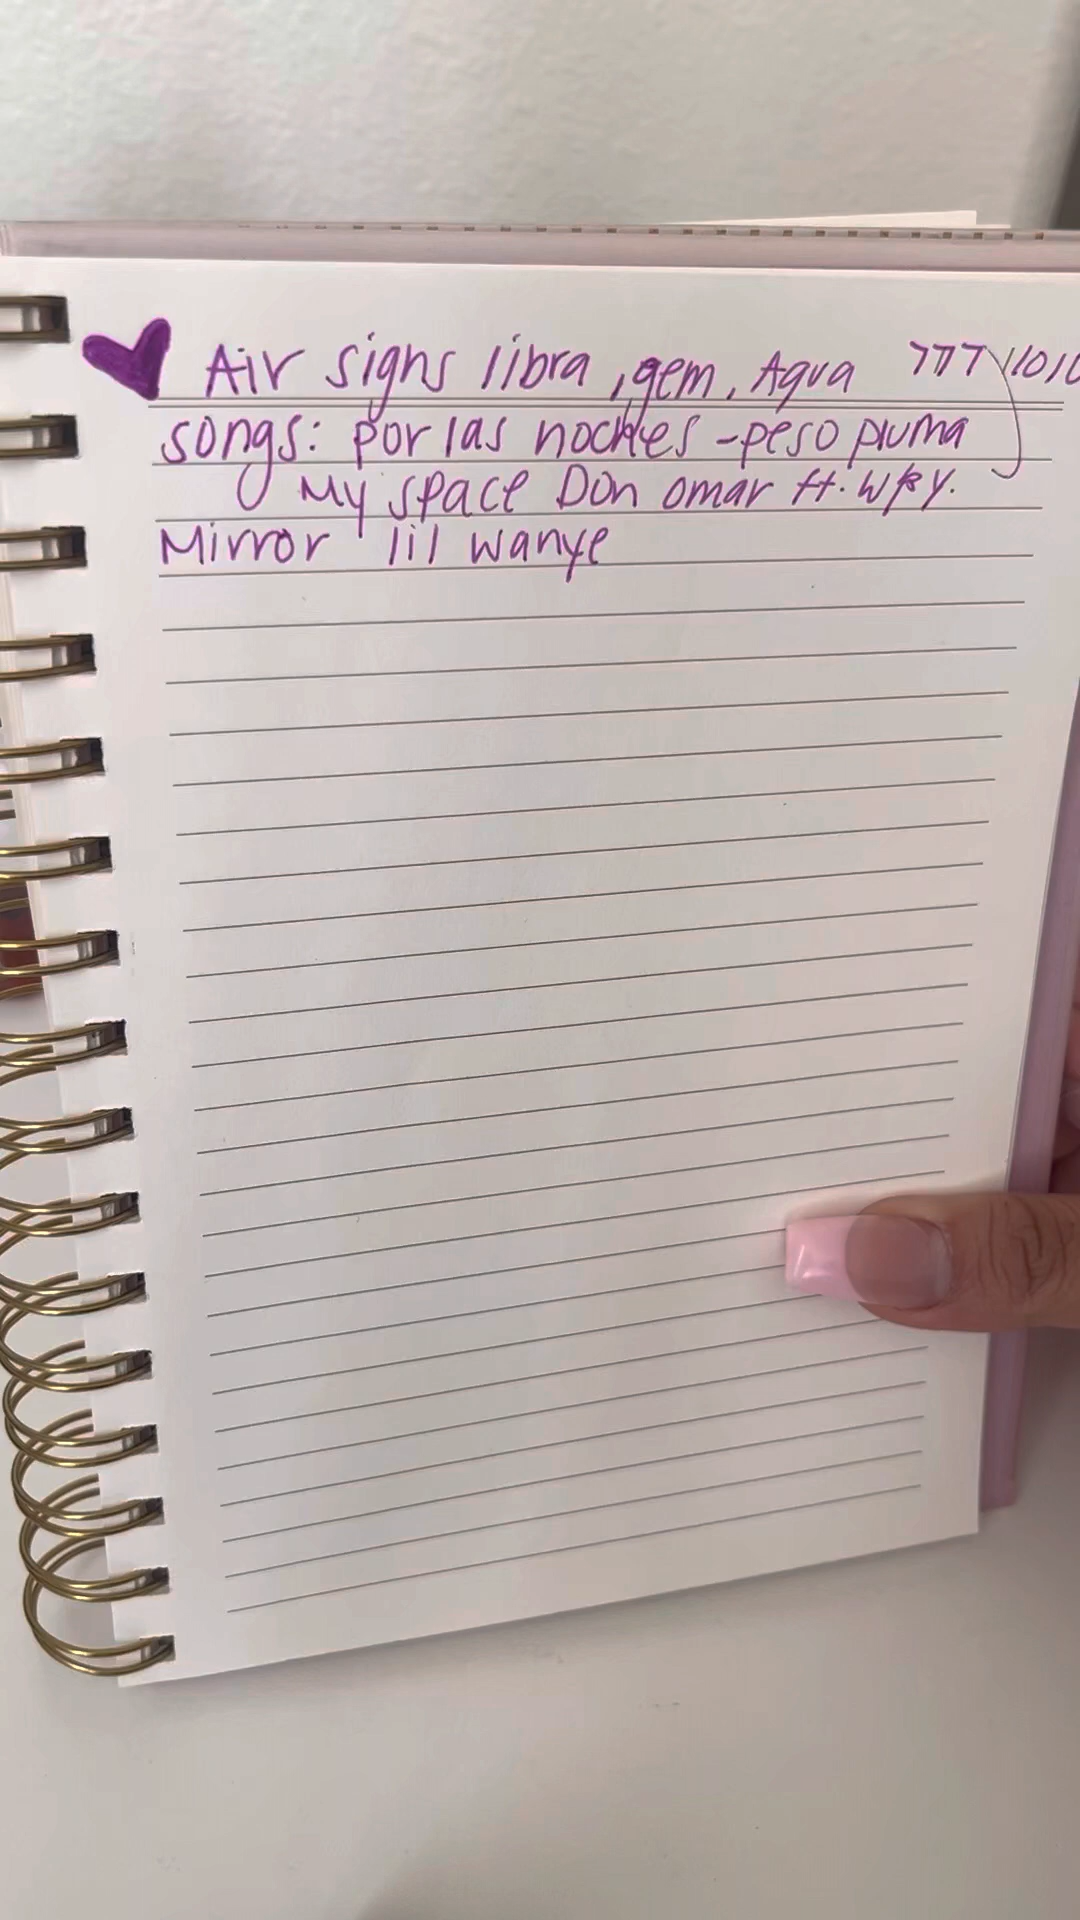 Air signs libra, gem, Aqua 777 1010
songs: por las noches - peso pluma
My space Don omar ft. W&Y.
Mirror lil wanye